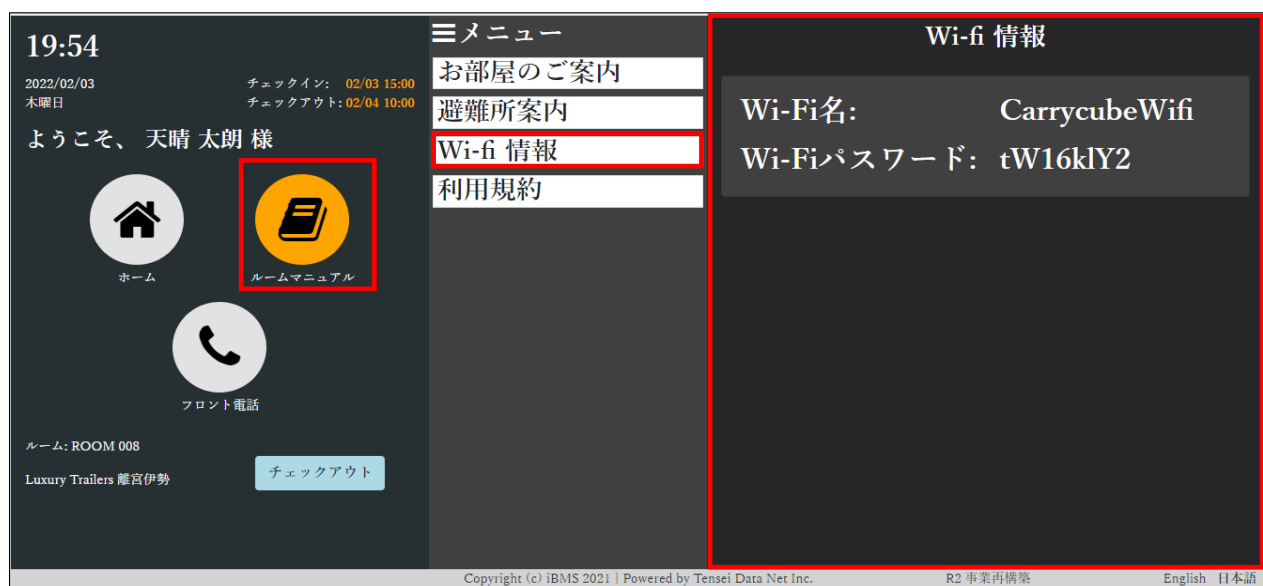 19:54
2022/02/03
木曜日
チェックイン: 02/03 15:00
チェックアウト: 02/04 10:00
ようこそ、 天晴 太朗 様
ホーム
ルームマニュアル
フロント電話
ルーム: ROOM 008
Luxury Trailers 離宮伊勢
チェックアウト
メニュー
お部屋のご案内
避難所案内
Wi-fi 情報
利用規約
Wi-fi 情報
Wi-Fi名: CarrycubeWifi
Wi-Fiパスワード: tW16klY2
Copyright (c) iBMS 2021 | Powered by Tensei Data Net Inc.
R2 事業再構築
English 日本語